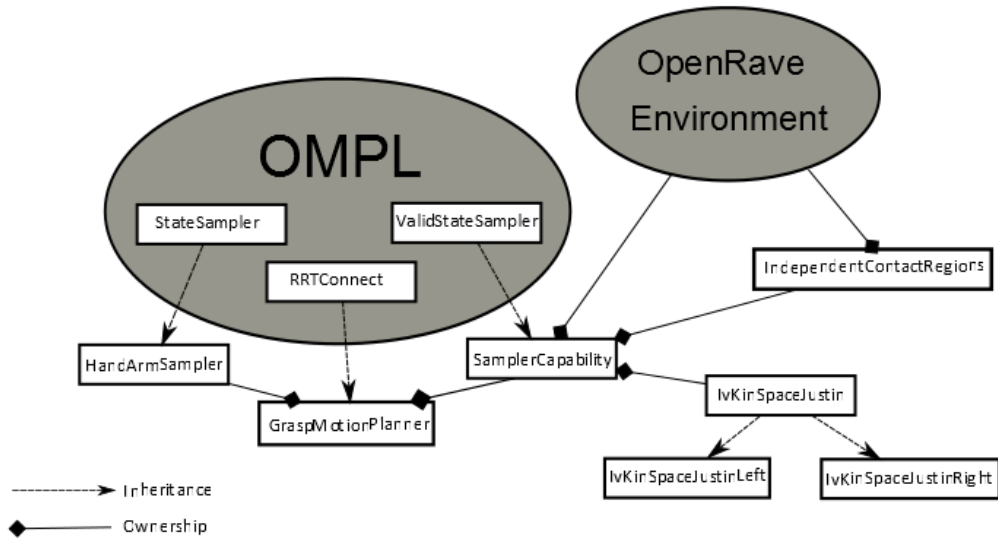 OpenRave
Environment
OMPL
StateSampler
ValidStateSampler
RRTConnect
IndependentContactRegions
HandArmSampler
SamplerCapability
GraspMotionPlanner
IvKinSpaceJustin
IvKinSpaceJustinLeft
IvKinSpaceJustinRight
Inheritance
Ownership